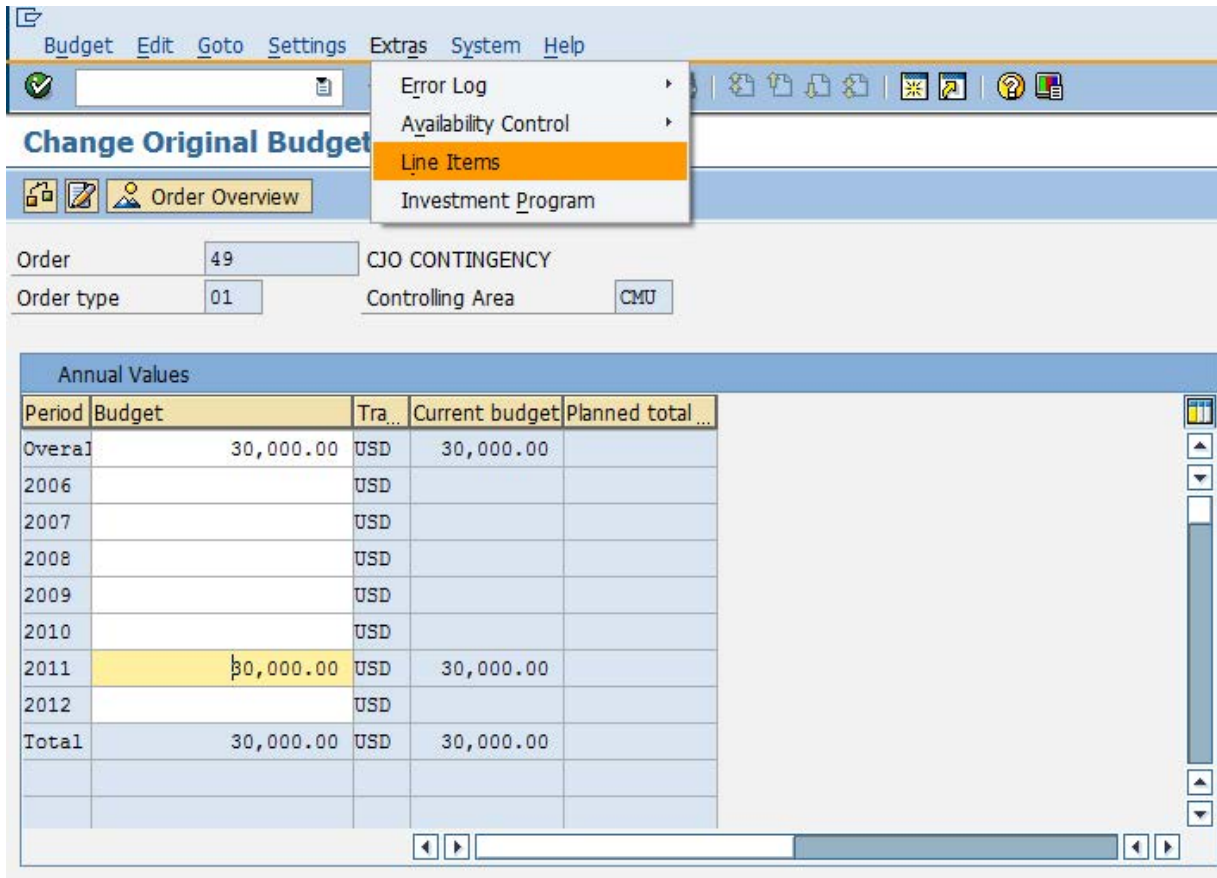 Budget Edit Goto Settings Extras System Help
Error Log
Availability Control
Line Items
Investment Program
Change Original Budget
Order Overview
Order 49 CJO CONTINGENCY
Order type 01 Controlling Area CMU
Annual Values
Period Budget Tra... Current budget Planned total ...
Overal 30,000.00 USD 30,000.00
2006 USD
2007 USD
2008 USD
2009 USD
2010 USD
2011 30,000.00 USD 30,000.00
2012 USD
Total 30,000.00 USD 30,000.00